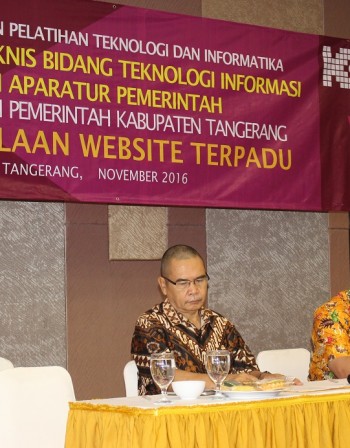 PELATIHAN TEKNOLOGI DAN INFORMATIKA
KNIS BIDANG TEKNOLOGI INFORMASI
APARATUR PEMERINTAH
PEMERINTAH KABUPATEN TANGERANG
LAAN WEBSITE TERPADU
TANGERANG, NOVEMBER 2016